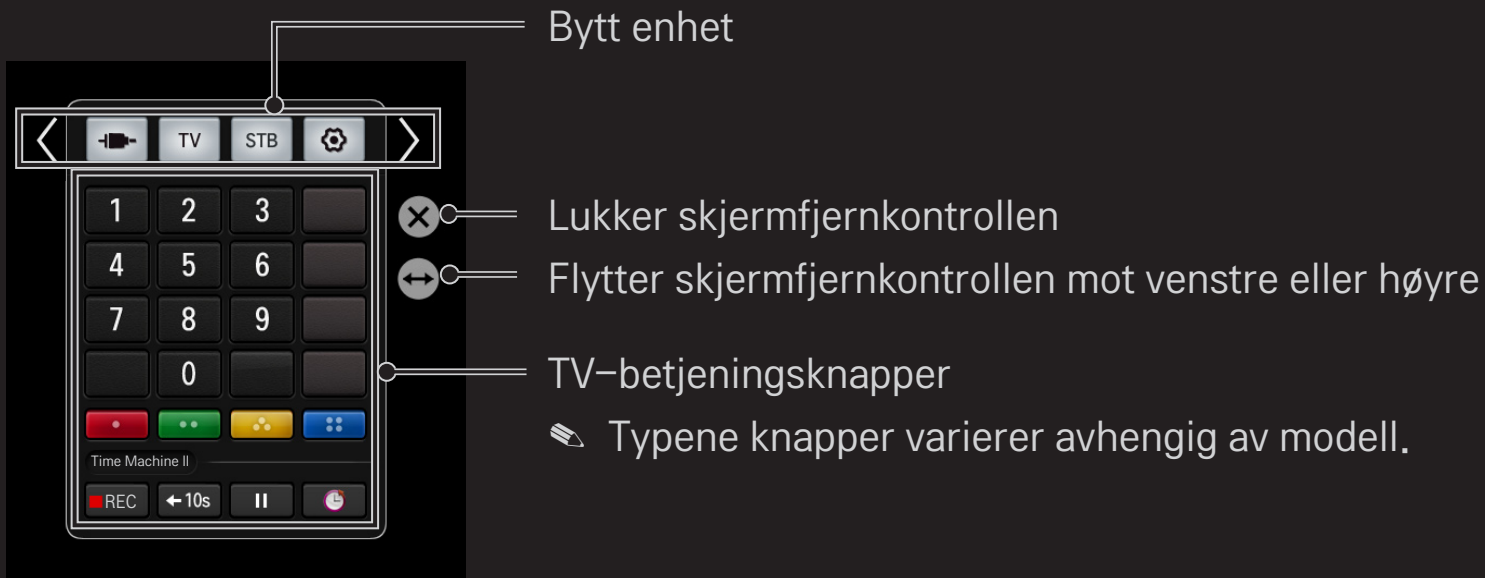 Bytt enhet
TV STB
1 2 3
Lukker skjermfjernkontrollen
4 5 6
Flytter skjermfjernkontrollen mot venstre eller høyre
7 8 9
0
TV-betjeningsknapper
✎ Typene knapper varierer avhengig av modell.
Time Machine II
REC ←10s